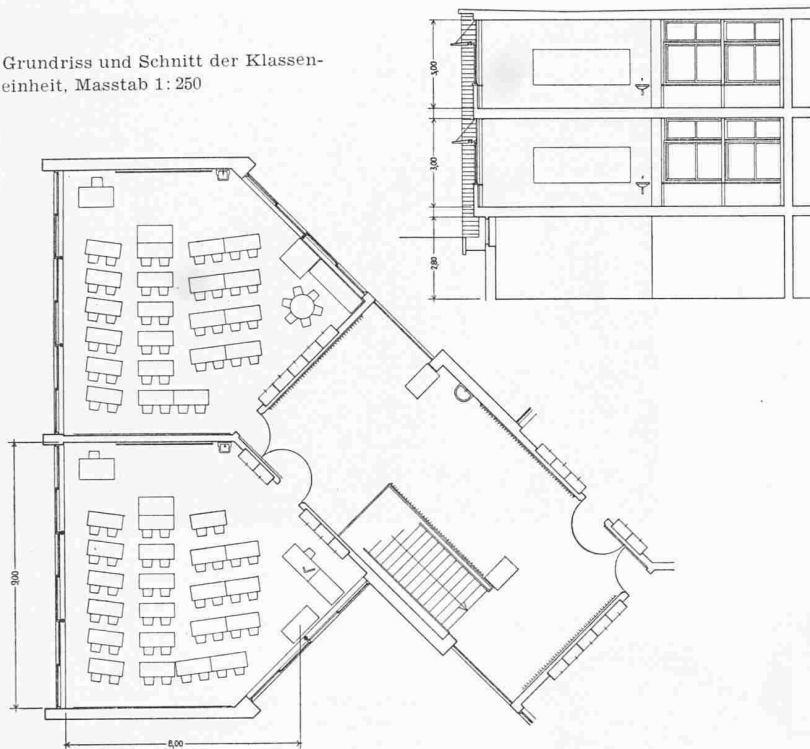 Grundriss und Schnitt der Klassen-
einheit, Masstab 1: 250
3,00
3,00
2,80
9,00
8,00